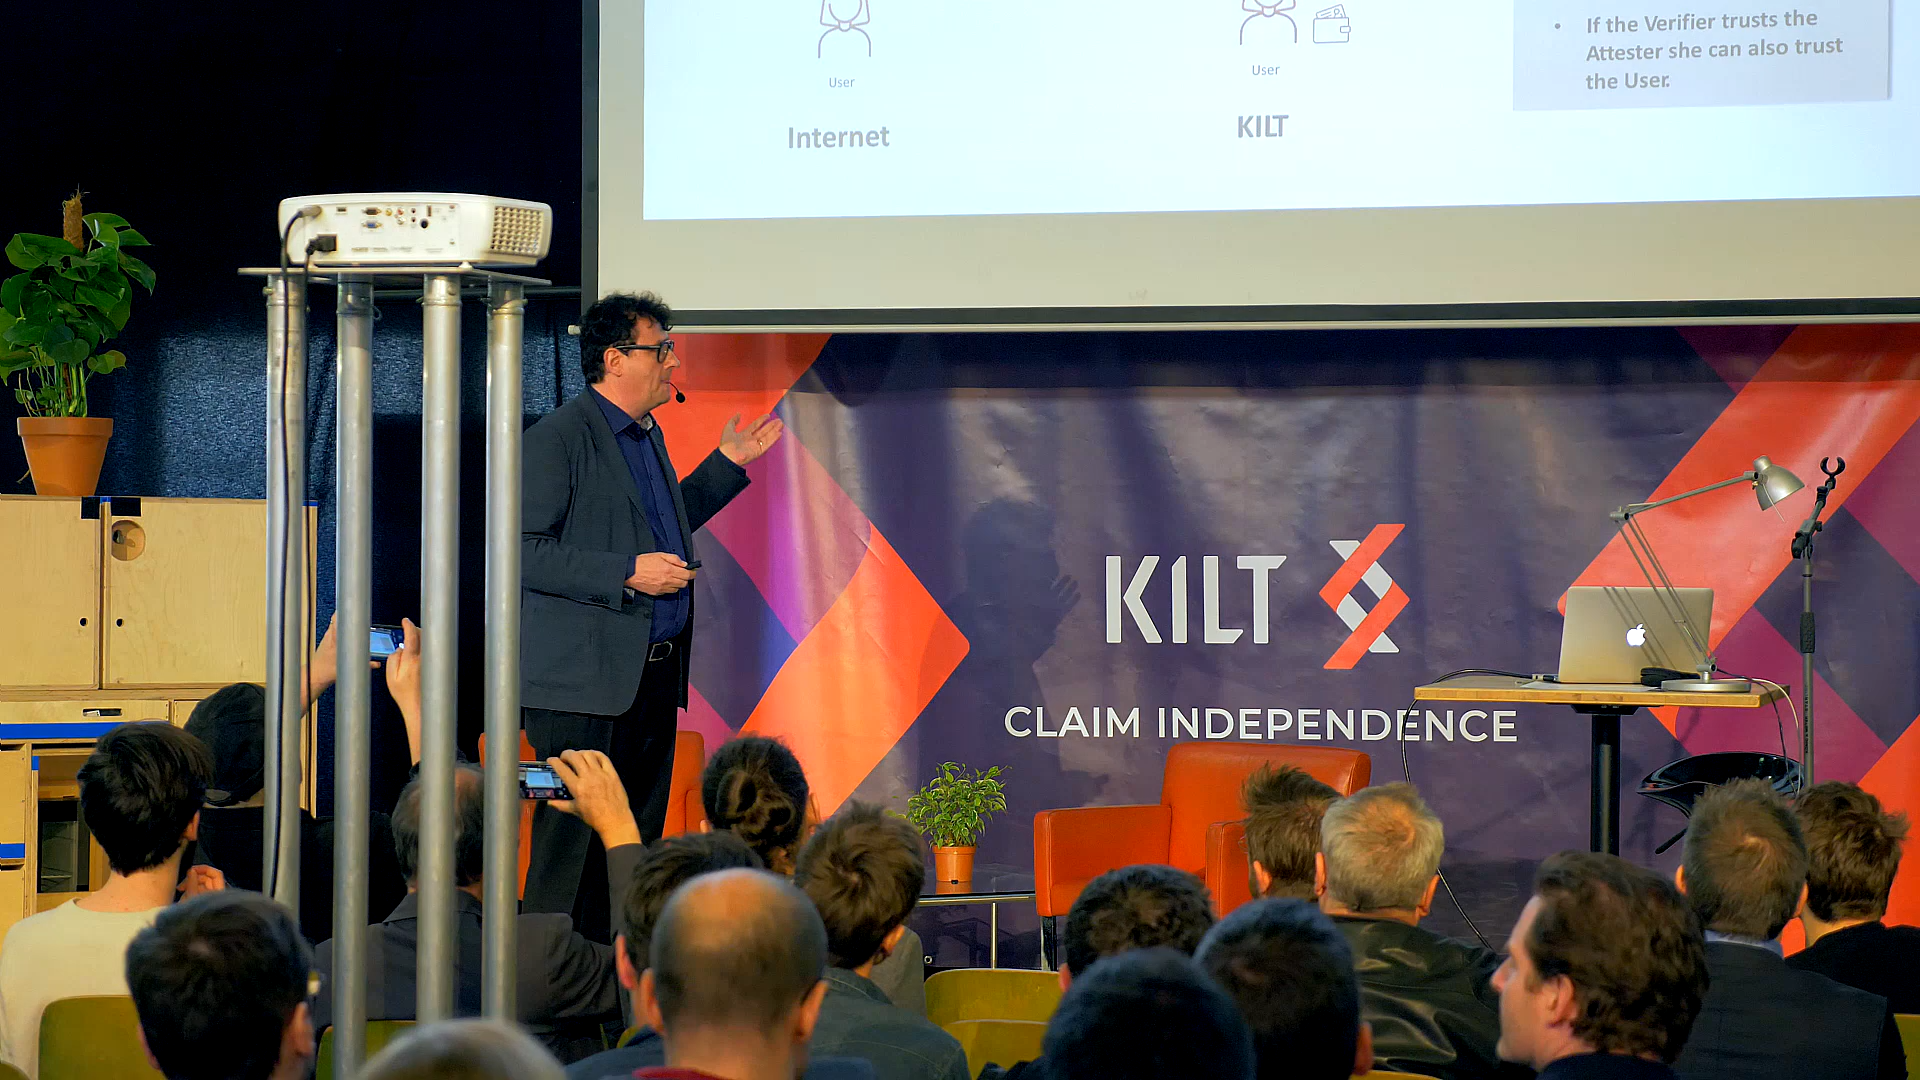 User
Internet
User
KILT
• If the Verifier trusts the
Attester she can also trust
the User.
KILT
CLAIM INDEPENDENCE